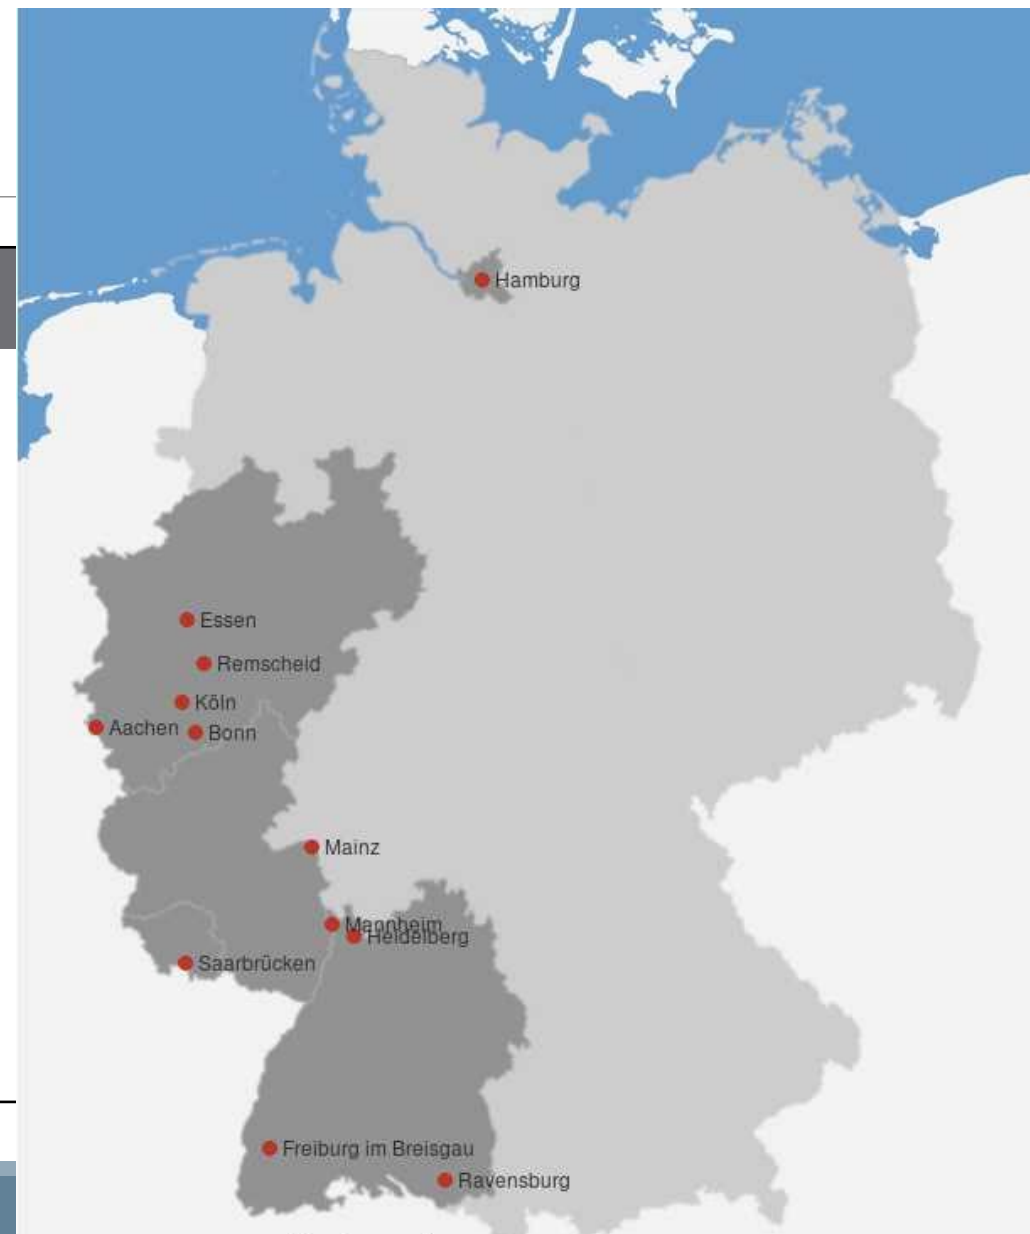 Hamburg
Essen
Remscheid
Köln
Aachen
Bonn
Mainz
Mannheim
Heidelberg
Saarbrücken
Freiburg im Breisgau
Ravensburg